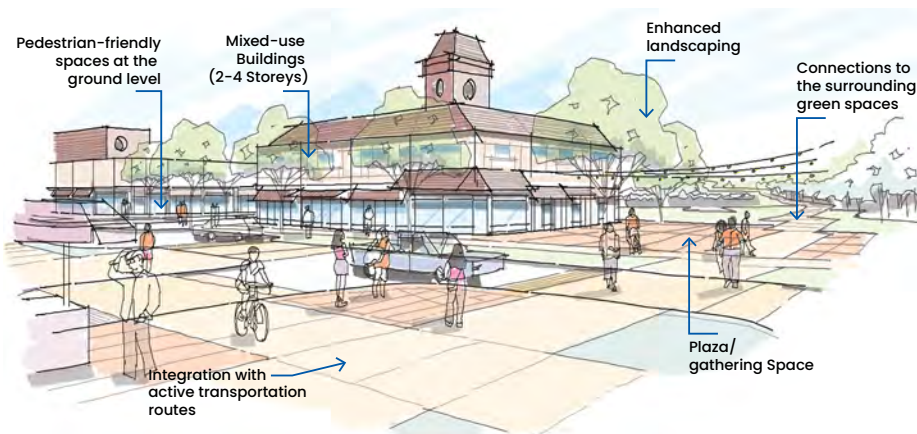 Pedestrian-friendly
spaces at the
ground level
Mixed-use
Buildings
(2-4 Storeys)
Enhanced
landscaping
Connections to
the surrounding
green spaces
Integration with
active transportation
routes
Plaza/
gathering Space